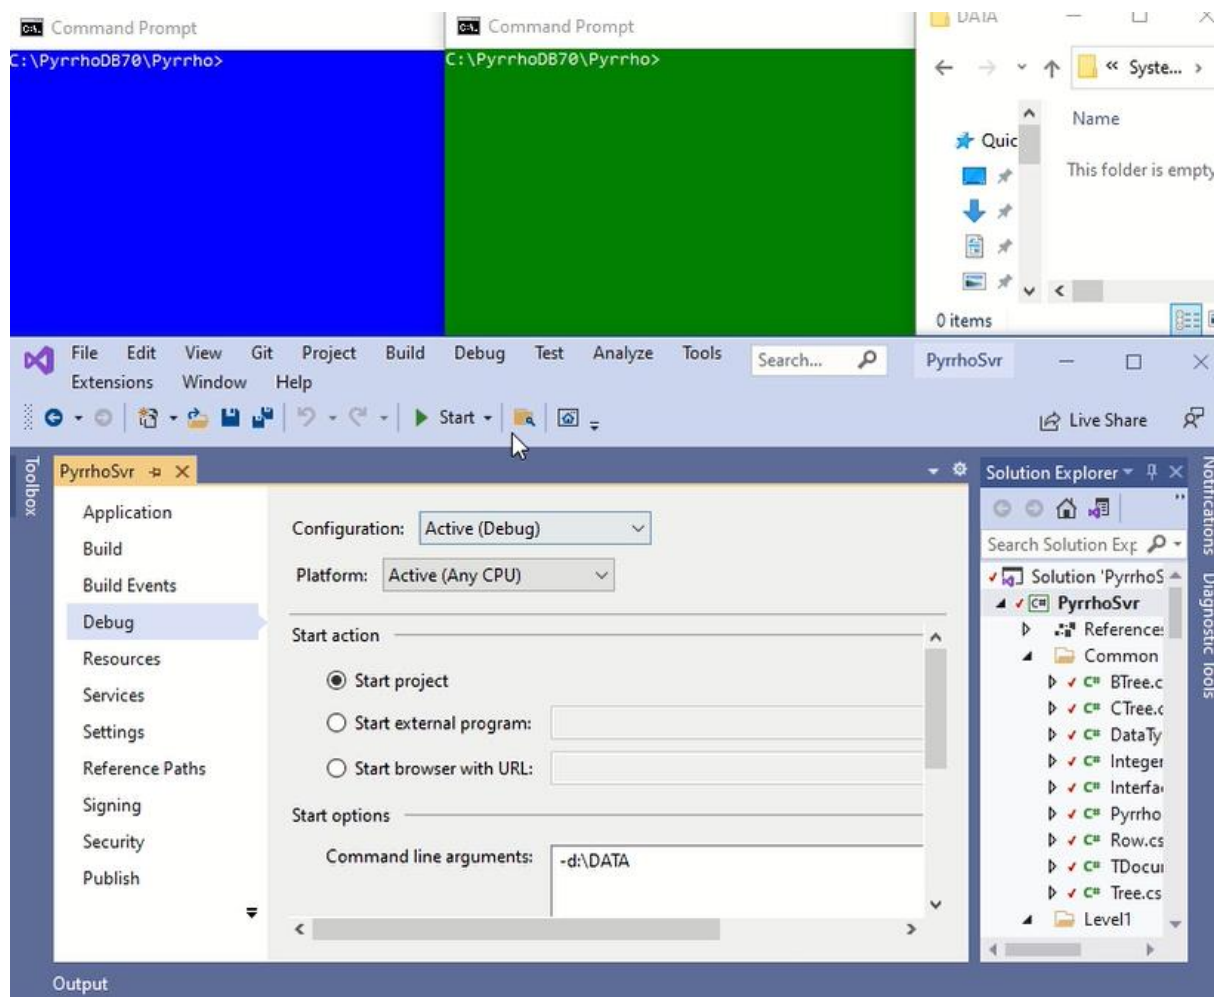 Command Prompt
C:\PyrrhoDB70\Pyrrho>
Command Prompt
C:\PyrrhoDB70\Pyrrho>
DATA
« Syste... >
Name
Quic
This folder is empty
0 items
File Edit View Git Project Build Debug Test Analyze Tools
Extensions Window Help
Search...
PyrrhoSvr
Start
Live Share
Toolbox
PyrrhoSvr
Application
Build
Build Events
Debug
Resources
Services
Settings
Reference Paths
Signing
Security
Publish
Configuration: Active (Debug)
Platform: Active (Any CPU)
Start action
Start project
Start external program:
Start browser with URL:
Start options
Command line arguments: -d:\DATA
Solution Explorer
Search Solution Exp
Solution 'PyrrhoS
C# PyrrhoSvr
References
Common
C# BTree.c
C# CTree.c
C# DataTy
C# Integer
C# Interfa
C# Pyrrho
C# Row.cs
C# TDocu
C# Tree.cs
Level1
Notifications
Diagnostic Tools
Output